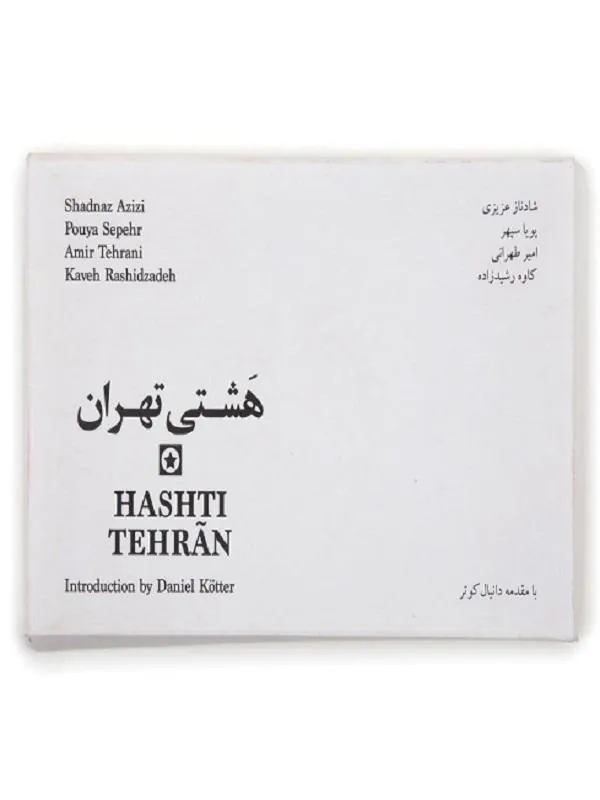 Shadnaz Azizi
Pouya Sepehr
Amir Tehrani
Kaveh Rashidzadeh
شادناز عزیزی
پویا سپهر
امیر طهرانی
کاوه رشیدزاده
هَشتی تهران
HASHTI
TEHRÃN
Introduction by Daniel Kötter
با مقدمه دانیال کوتر